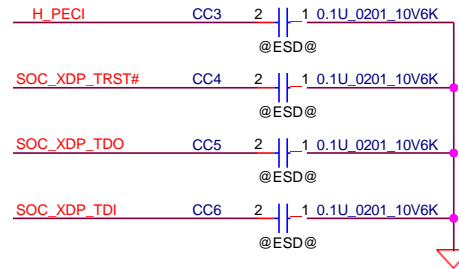 H_PECI CC3 2 1 0.1U_0201_10V6K
@ESD@
SOC_XDP_TRST# CC4 2 1 0.1U_0201_10V6K
@ESD@
SOC_XDP_TDO CC5 2 1 0.1U_0201_10V6K
@ESD@
SOC_XDP_TDI CC6 2 1 0.1U_0201_10V6K
@ESD@